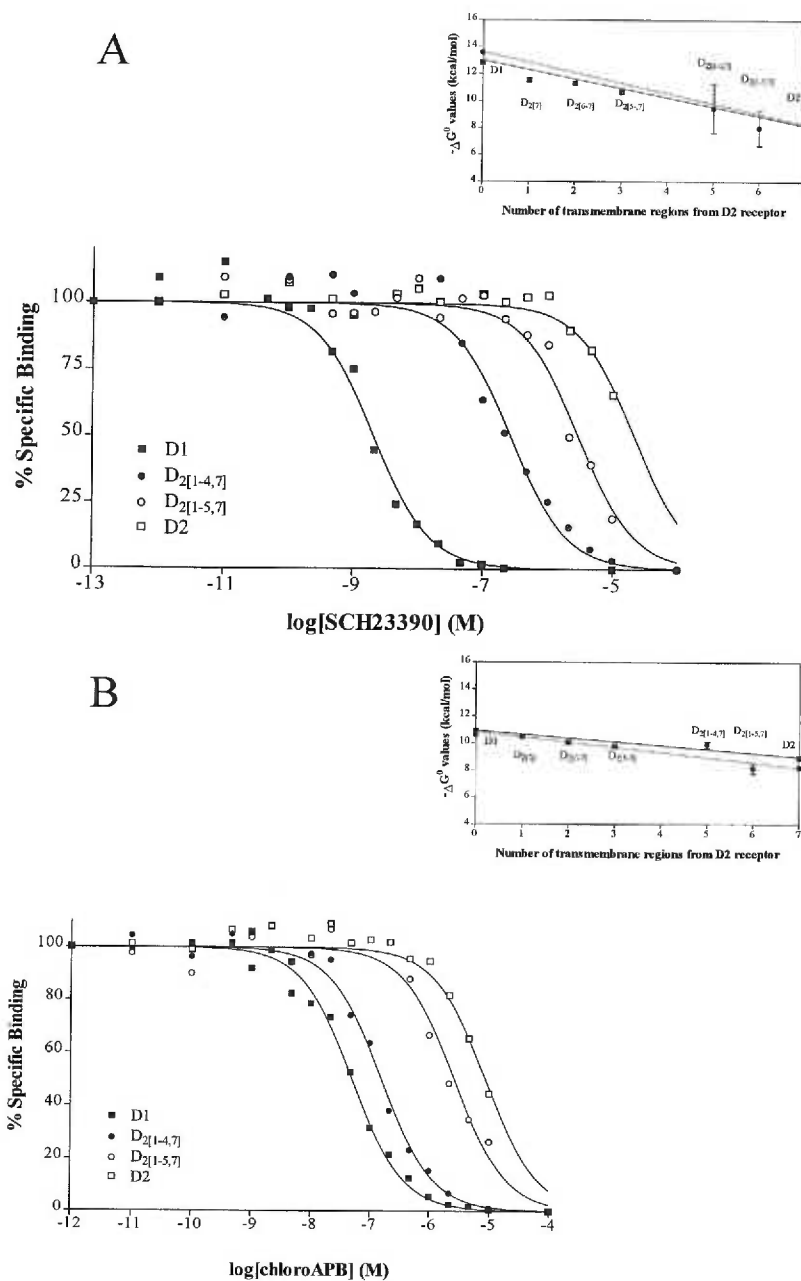 A
16
14
12
10
8
6
4
-ΔG⁰ values (kcal/mol)
D1
D2[7]
D2[6-7]
D2[5-,7]
D2
0 1 2 3 4 5 6
Number of transmembrane regions from D2 receptor
100
75
50
25
0
% Specific Binding
D1
D2[1-4,7]
D2[1-5,7]
D2
-13 -11 -9 -7 -5
log[SCH23390] (M)
B
16
14
12
10
8
6
4
-ΔG⁰ values (kcal/mol)
D1
D2[1-4,7]
D2[1-5,7]
D2
0 1 2 3 4 5 6 7
Number of transmembrane regions from D2 receptor
100
80
60
40
20
0
% Specific Binding
D1
D2[1-4,7]
D2[1-5,7]
D2
-12 -11 -10 -9 -8 -7 -6 -5 -4
log[chloroAPB] (M)